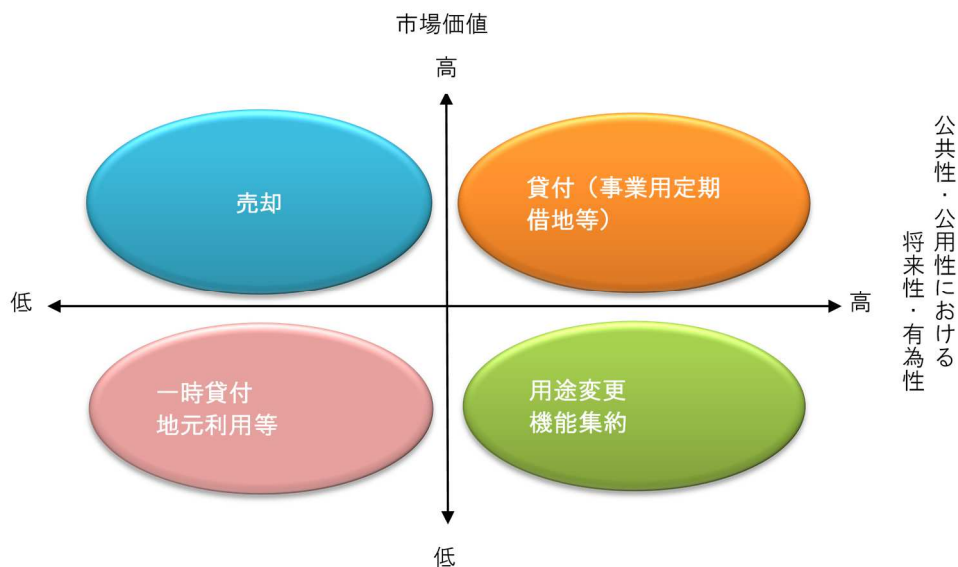 市場価値
高
売却
貸付（事業用定期
借地等）
低
高
公共性・公用性における
将来性・有為性
一時貸付
地元利用等
用途変更
機能集約
低